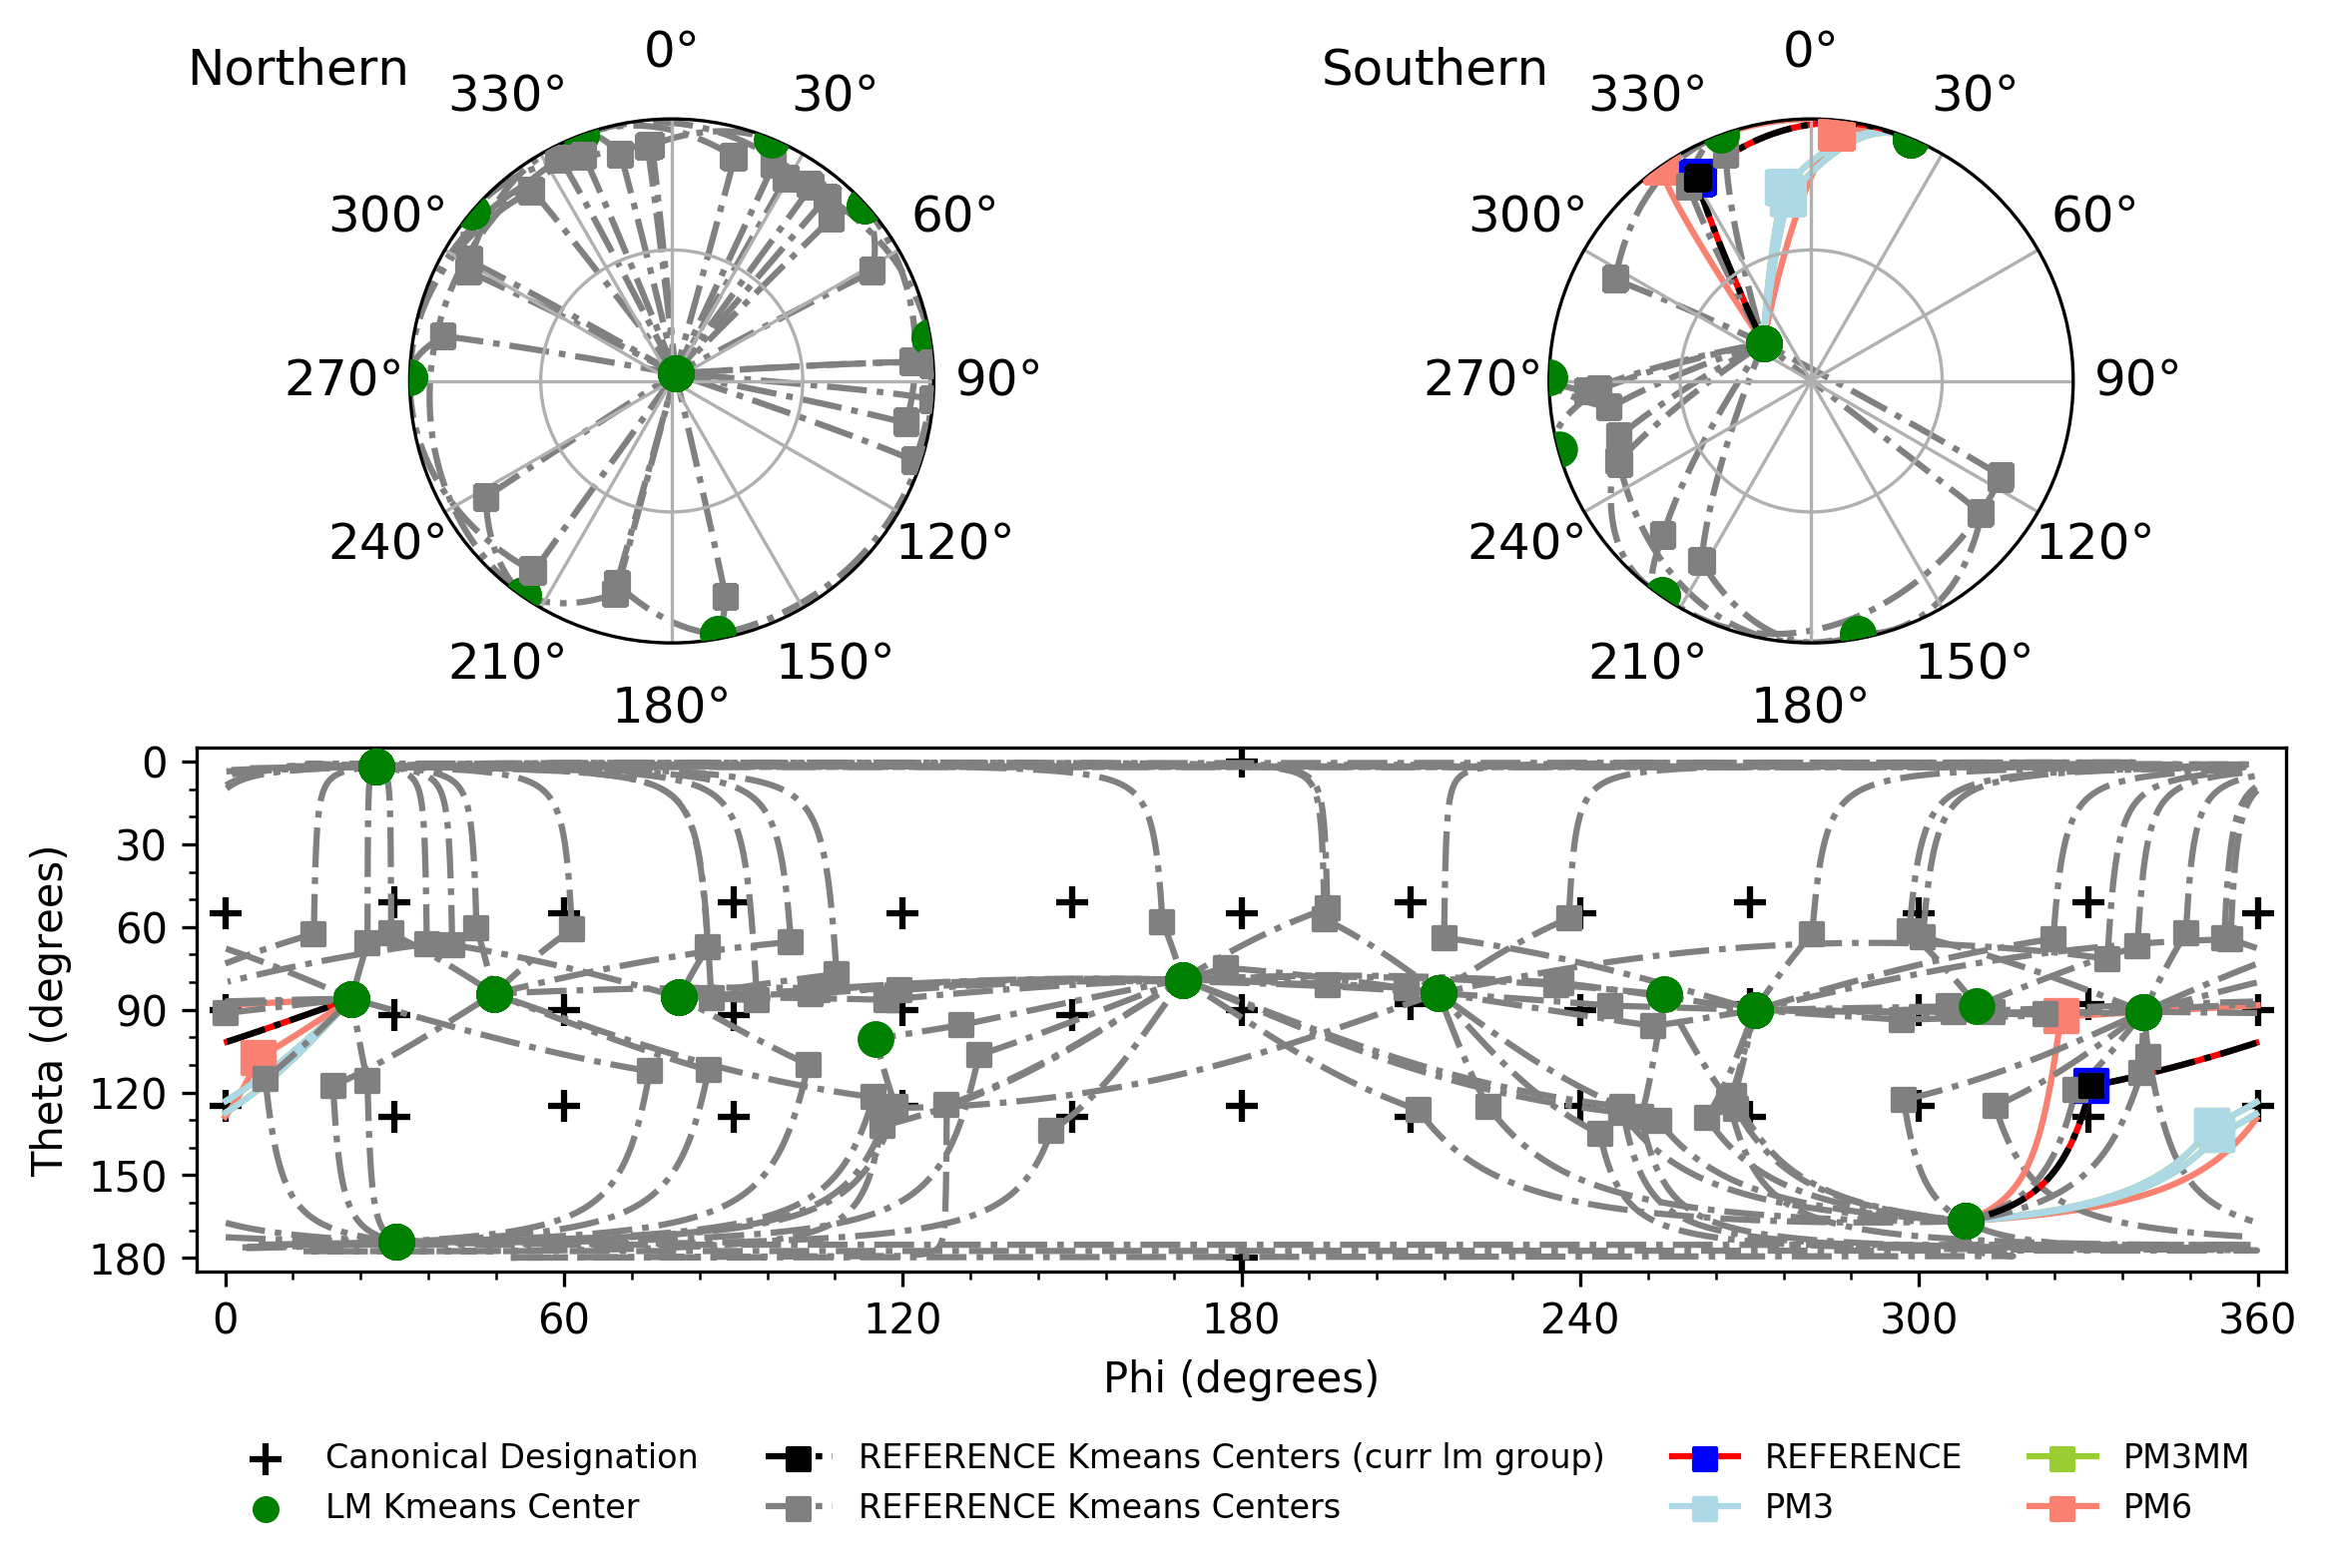 Northern
0°
330°
30°
300°
60°
270°
90°
240°
120°
210°
150°
180°
Southern
0°
330°
30°
300°
60°
270°
90°
240°
120°
210°
150°
180°
Theta (degrees)
0
30
60
90
120
150
180
0 60 120 180 240 300 360
Phi (degrees)
Canonical Designation
LM Kmeans Center
REFERENCE Kmeans Centers (curr lm group)
REFERENCE Kmeans Centers
REFERENCE
PM3
PM3MM
PM6